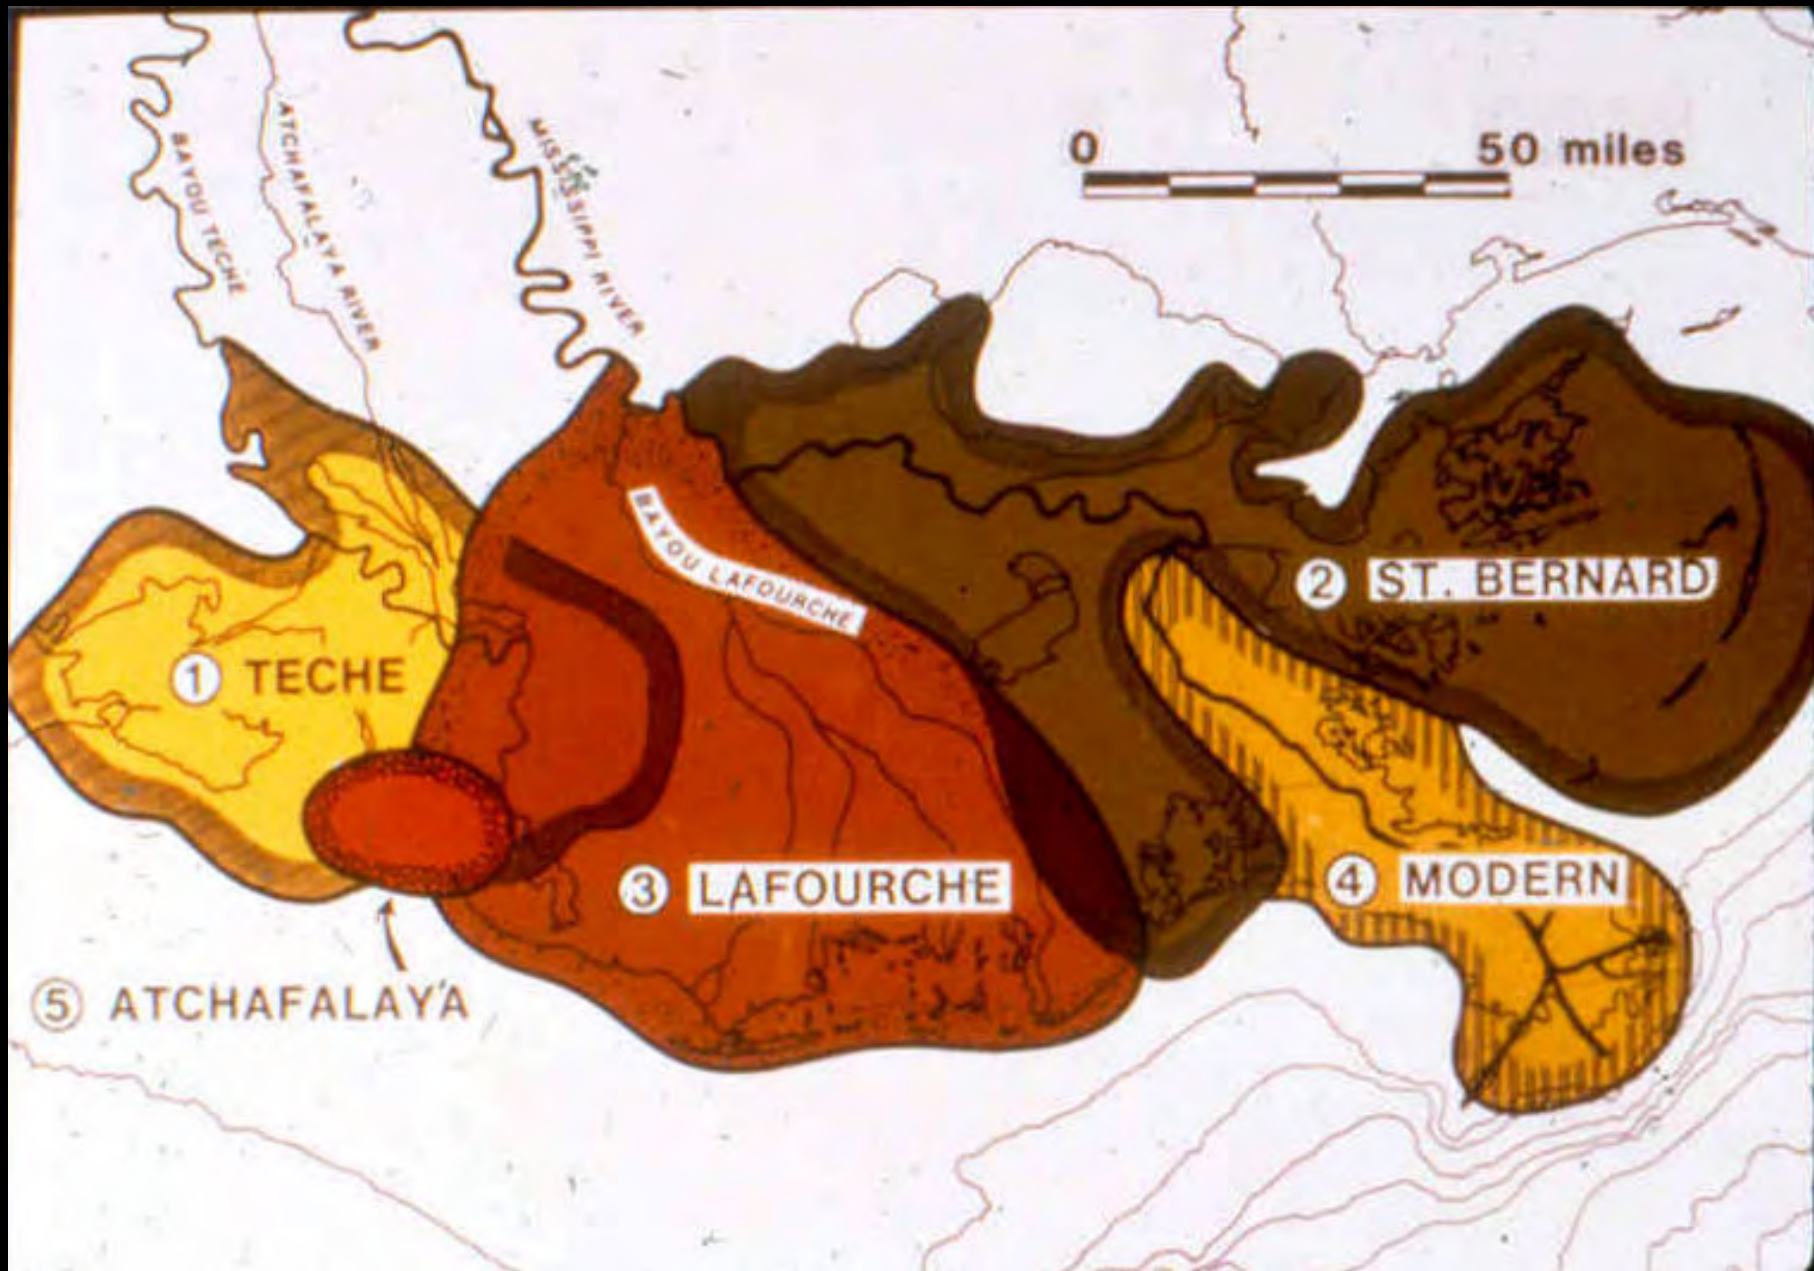 BAYOU TECHE
ATCHAFALAYA RIVER
MISSISSIPPI RIVER
0 50 miles
BAYOU LAFOURCHE
2 ST. BERNARD
1 TECHE
3 LAFOURCHE
4 MODERN
5 ATCHAFALAYA